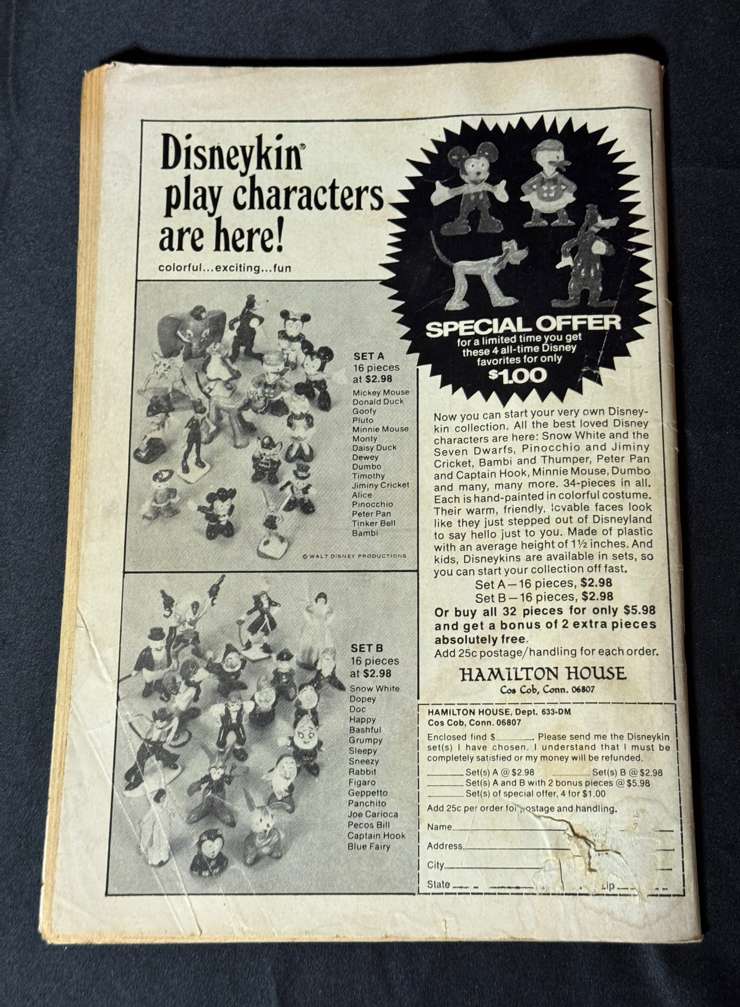 Disneykin®
play characters
are here!
colorful...exciting...fun
SPECIAL OFFER
for a limited time you get
these 4 all-time Disney
favorites for only
$1.00
SET A
16 pieces
at $2.98
Mickey Mouse
Donald Duck
Goofy
Pluto
Minnie Mouse
Monty
Daisy Duck
Dewey
Dumbo
Timothy
Jiminy Cricket
Alice
Pinocchio
Peter Pan
Tinker Bell
Bambi
© WALT DISNEY PRODUCTIONS
SET B
16 pieces
at $2.98
Snow White
Dopey
Doc
Happy
Bashful
Grumpy
Sleepy
Sneezy
Rabbit
Figaro
Geppetto
Panchito
Joe Carioca
Pecos Bill
Captain Hook
Blue Fairy
Now you can start your very own Disney-
kin collection. All the best loved Disney
characters are here: Snow White and the
Seven Dwarfs, Pinocchio and Jiminy
Cricket, Bambi and Thumper, Peter Pan
and Captain Hook, Minnie Mouse, Dumbo
and many, many more. 34-pieces in all.
Each is hand-painted in colorful costume.
Their warm, friendly, lovable faces look
like they just stepped out of Disneyland
to say hello just to you. Made of plastic
with an average height of 1½ inches. And
kids, Disneykins are available in sets, so
you can start your collection off fast.
Set A—16 pieces, $2.98
Set B—16 pieces, $2.98
Or buy all 32 pieces for only $5.98
and get a bonus of 2 extra pieces
absolutely free.
Add 25c postage/handling for each order.
HAMILTON HOUSE
Cos Cob, Conn. 06807
HAMILTON HOUSE, Dept. 633-DM
Cos Cob, Conn. 06807
Enclosed find $______. Please send me the Disneykin
set(s) I have chosen. I understand that I must be
completely satisfied or my money will be refunded.
____Set(s) A @ $2.98 ____Set(s) B @ $2.98
____Set(s) A and B with 2 bonus pieces @ $5.98
____Set(s) of special offer, 4 for $1.00
Add 25c per order for postage and handling.
Name
Address
City
State